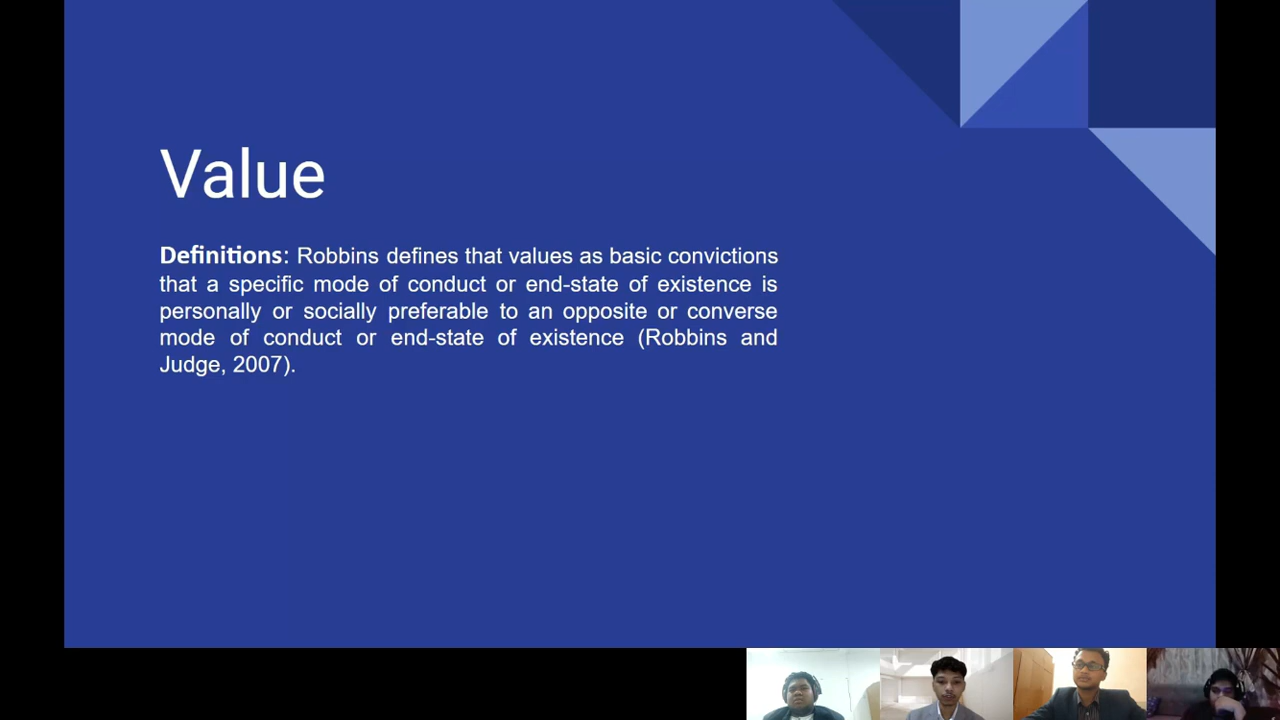 Value
Definitions: Robbins defines that values as basic convictions
that a specific mode of conduct or end-state of existence is
personally or socially preferable to an opposite or converse
mode of conduct or end-state of existence (Robbins and
Judge, 2007).